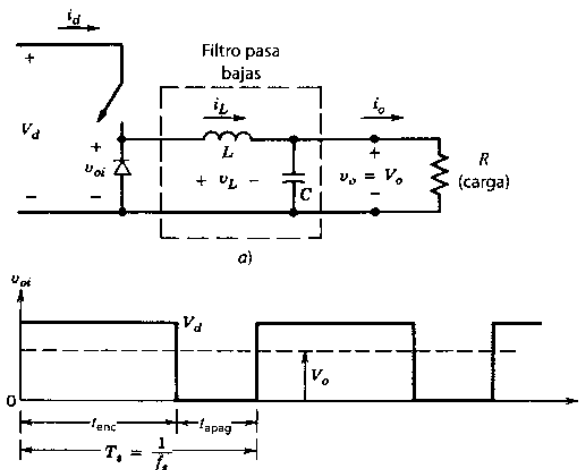 i_d
Filtro pasa
bajas
+
i_L
i_o
V_d
+
L
+
R
v_oi
+ v_L −
C
v_o = V_o
(carga)
− −
−
a)
v_oi
V_d
V_o
0
t_enc
t_apag
T_s = 1/f_s